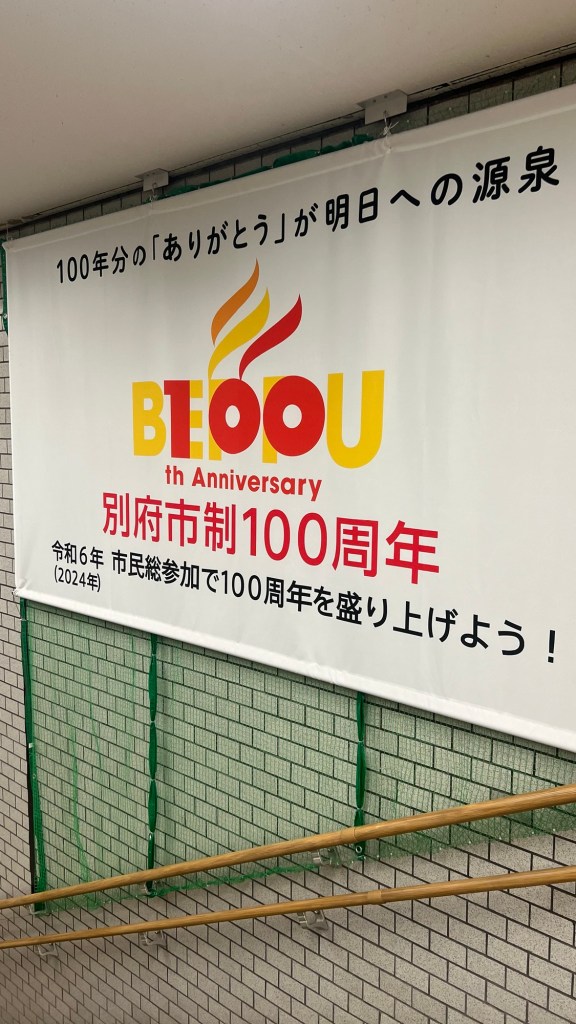 100年分の「ありがとう」が明日への源泉
BEPPU
100
th Anniversary
別府市制100周年
令和6年 市民総参加で100周年を盛り上げよう!
(2024年)